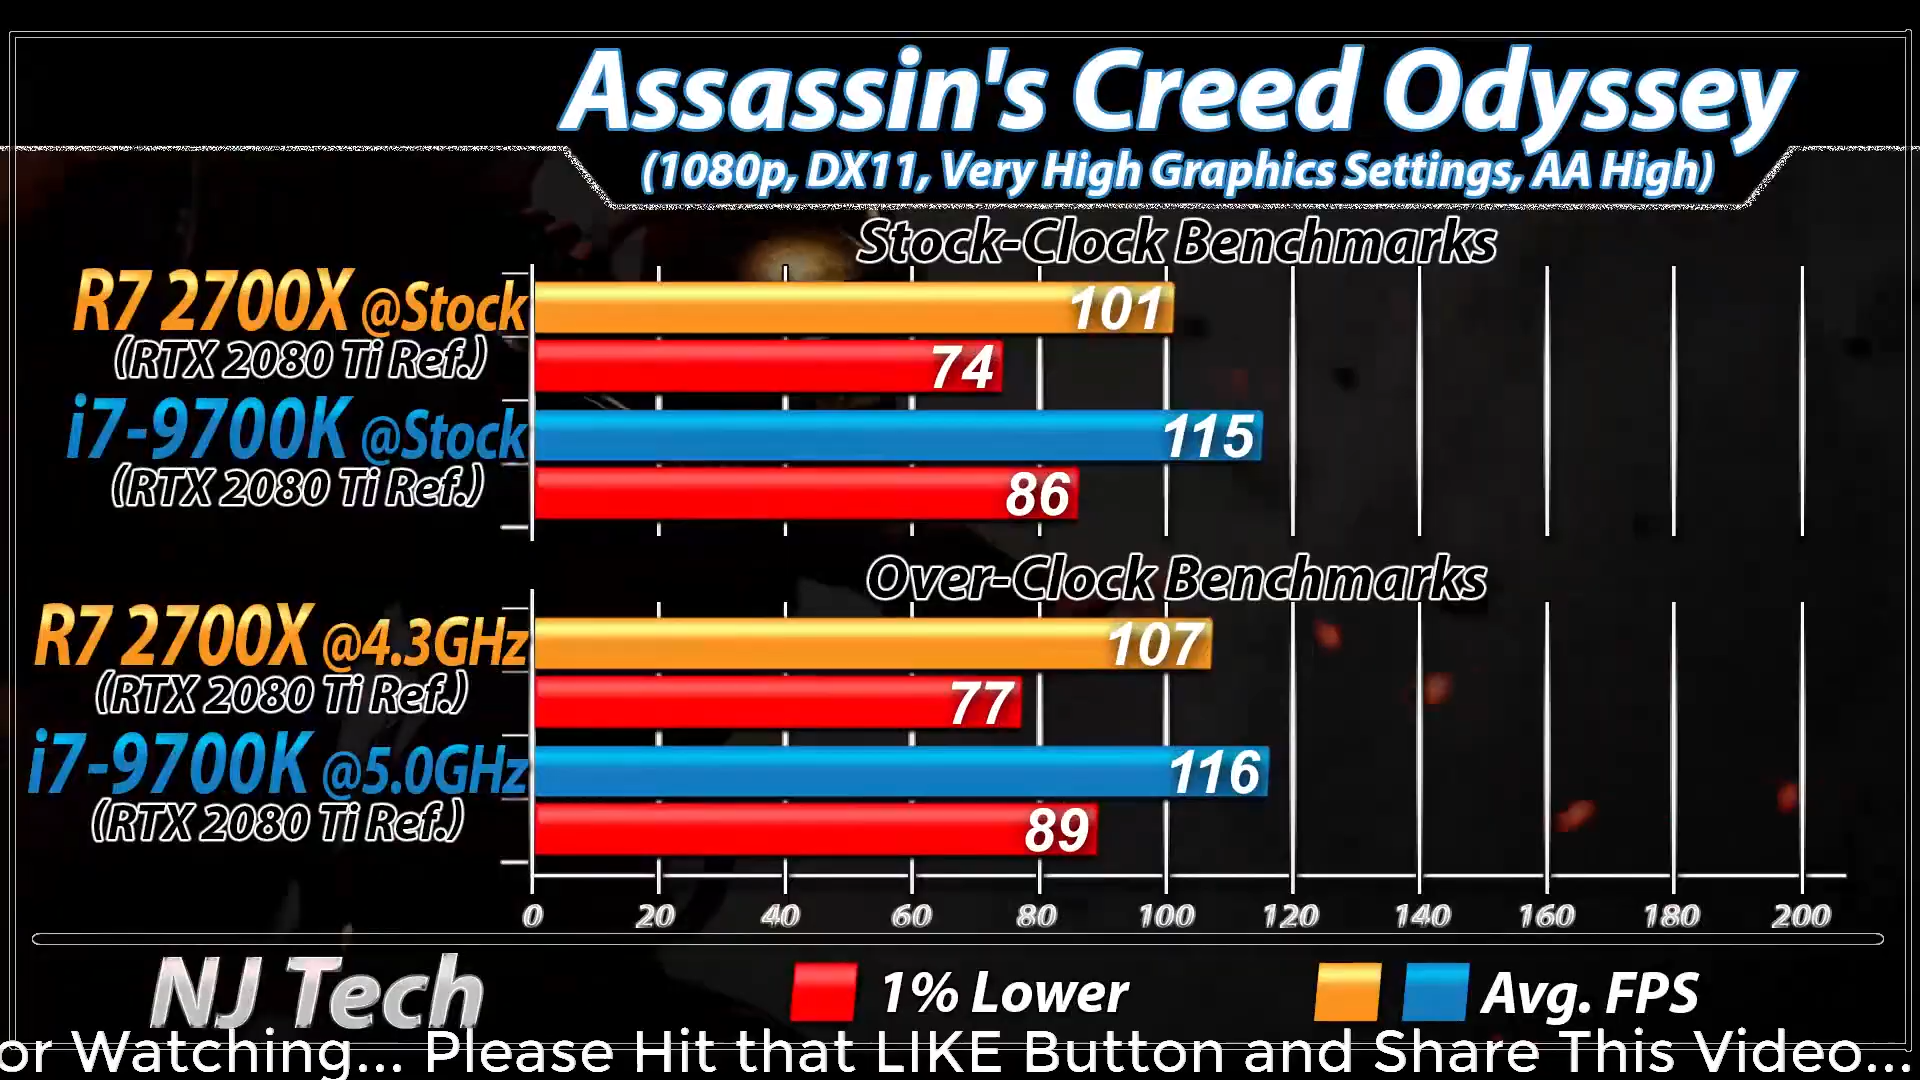 Assassin's Creed Odyssey
(1080p, DX11, Very High Graphics Settings, AA High)
Stock-Clock Benchmarks
R7 2700X @Stock
(RTX 2080 Ti Ref.)
101
74
i7-9700K @Stock
(RTX 2080 Ti Ref.)
115
86
Over-Clock Benchmarks
R7 2700X @4.3GHz
(RTX 2080 Ti Ref.)
107
77
i7-9700K @5.0GHz
(RTX 2080 Ti Ref.)
116
89
0 20 40 60 80 100 120 140 160 180 200
NJ Tech
1% Lower
Avg. FPS
or Watching... Please Hit that LIKE Button and Share This Video...